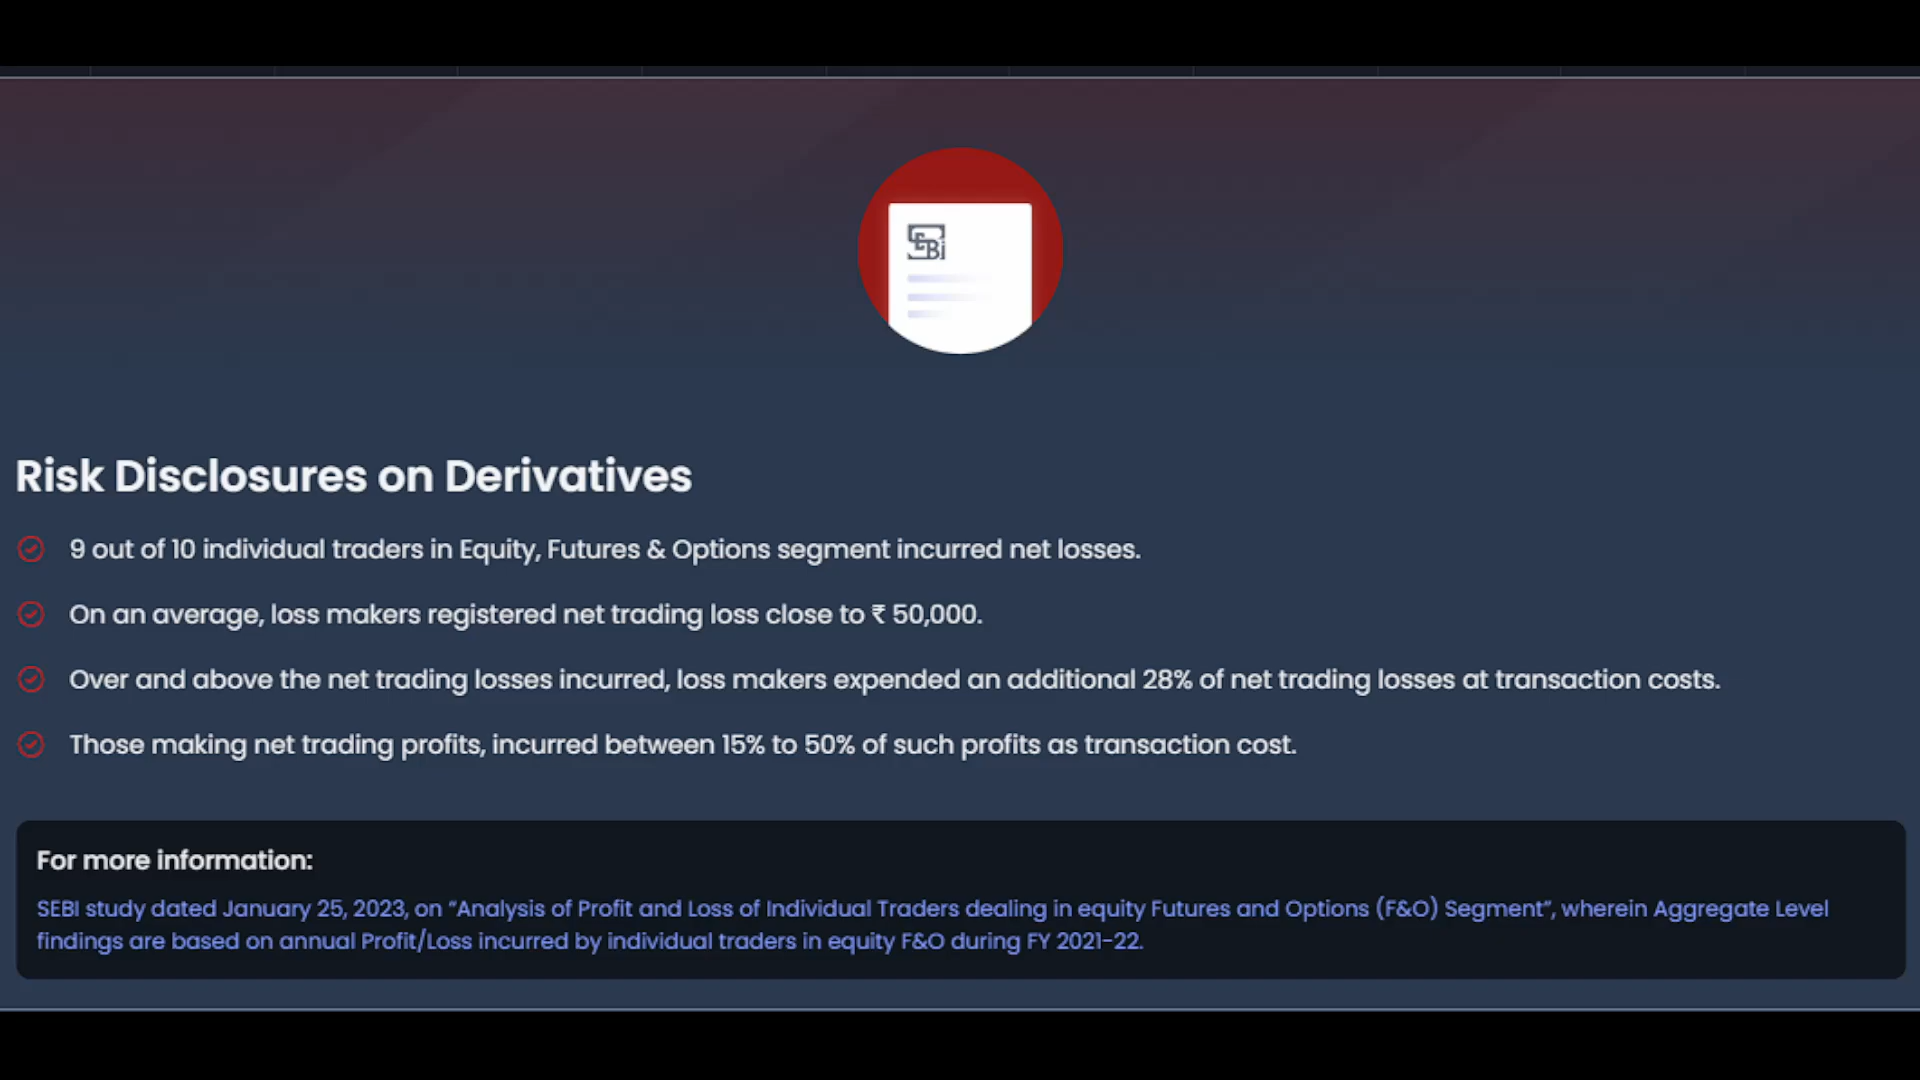 SEBi
Risk Disclosures on Derivatives
9 out of 10 individual traders in Equity, Futures & Options segment incurred net losses.
On an average, loss makers registered net trading loss close to ₹ 50,000.
Over and above the net trading losses incurred, loss makers expended an additional 28% of net trading losses at transaction costs.
Those making net trading profits, incurred between 15% to 50% of such profits as transaction cost.
For more information:
SEBI study dated January 25, 2023, on “Analysis of Profit and Loss of Individual Traders dealing in equity Futures and Options (F&O) Segment”, wherein Aggregate Level
findings are based on annual Profit/Loss incurred by individual traders in equity F&O during FY 2021-22.